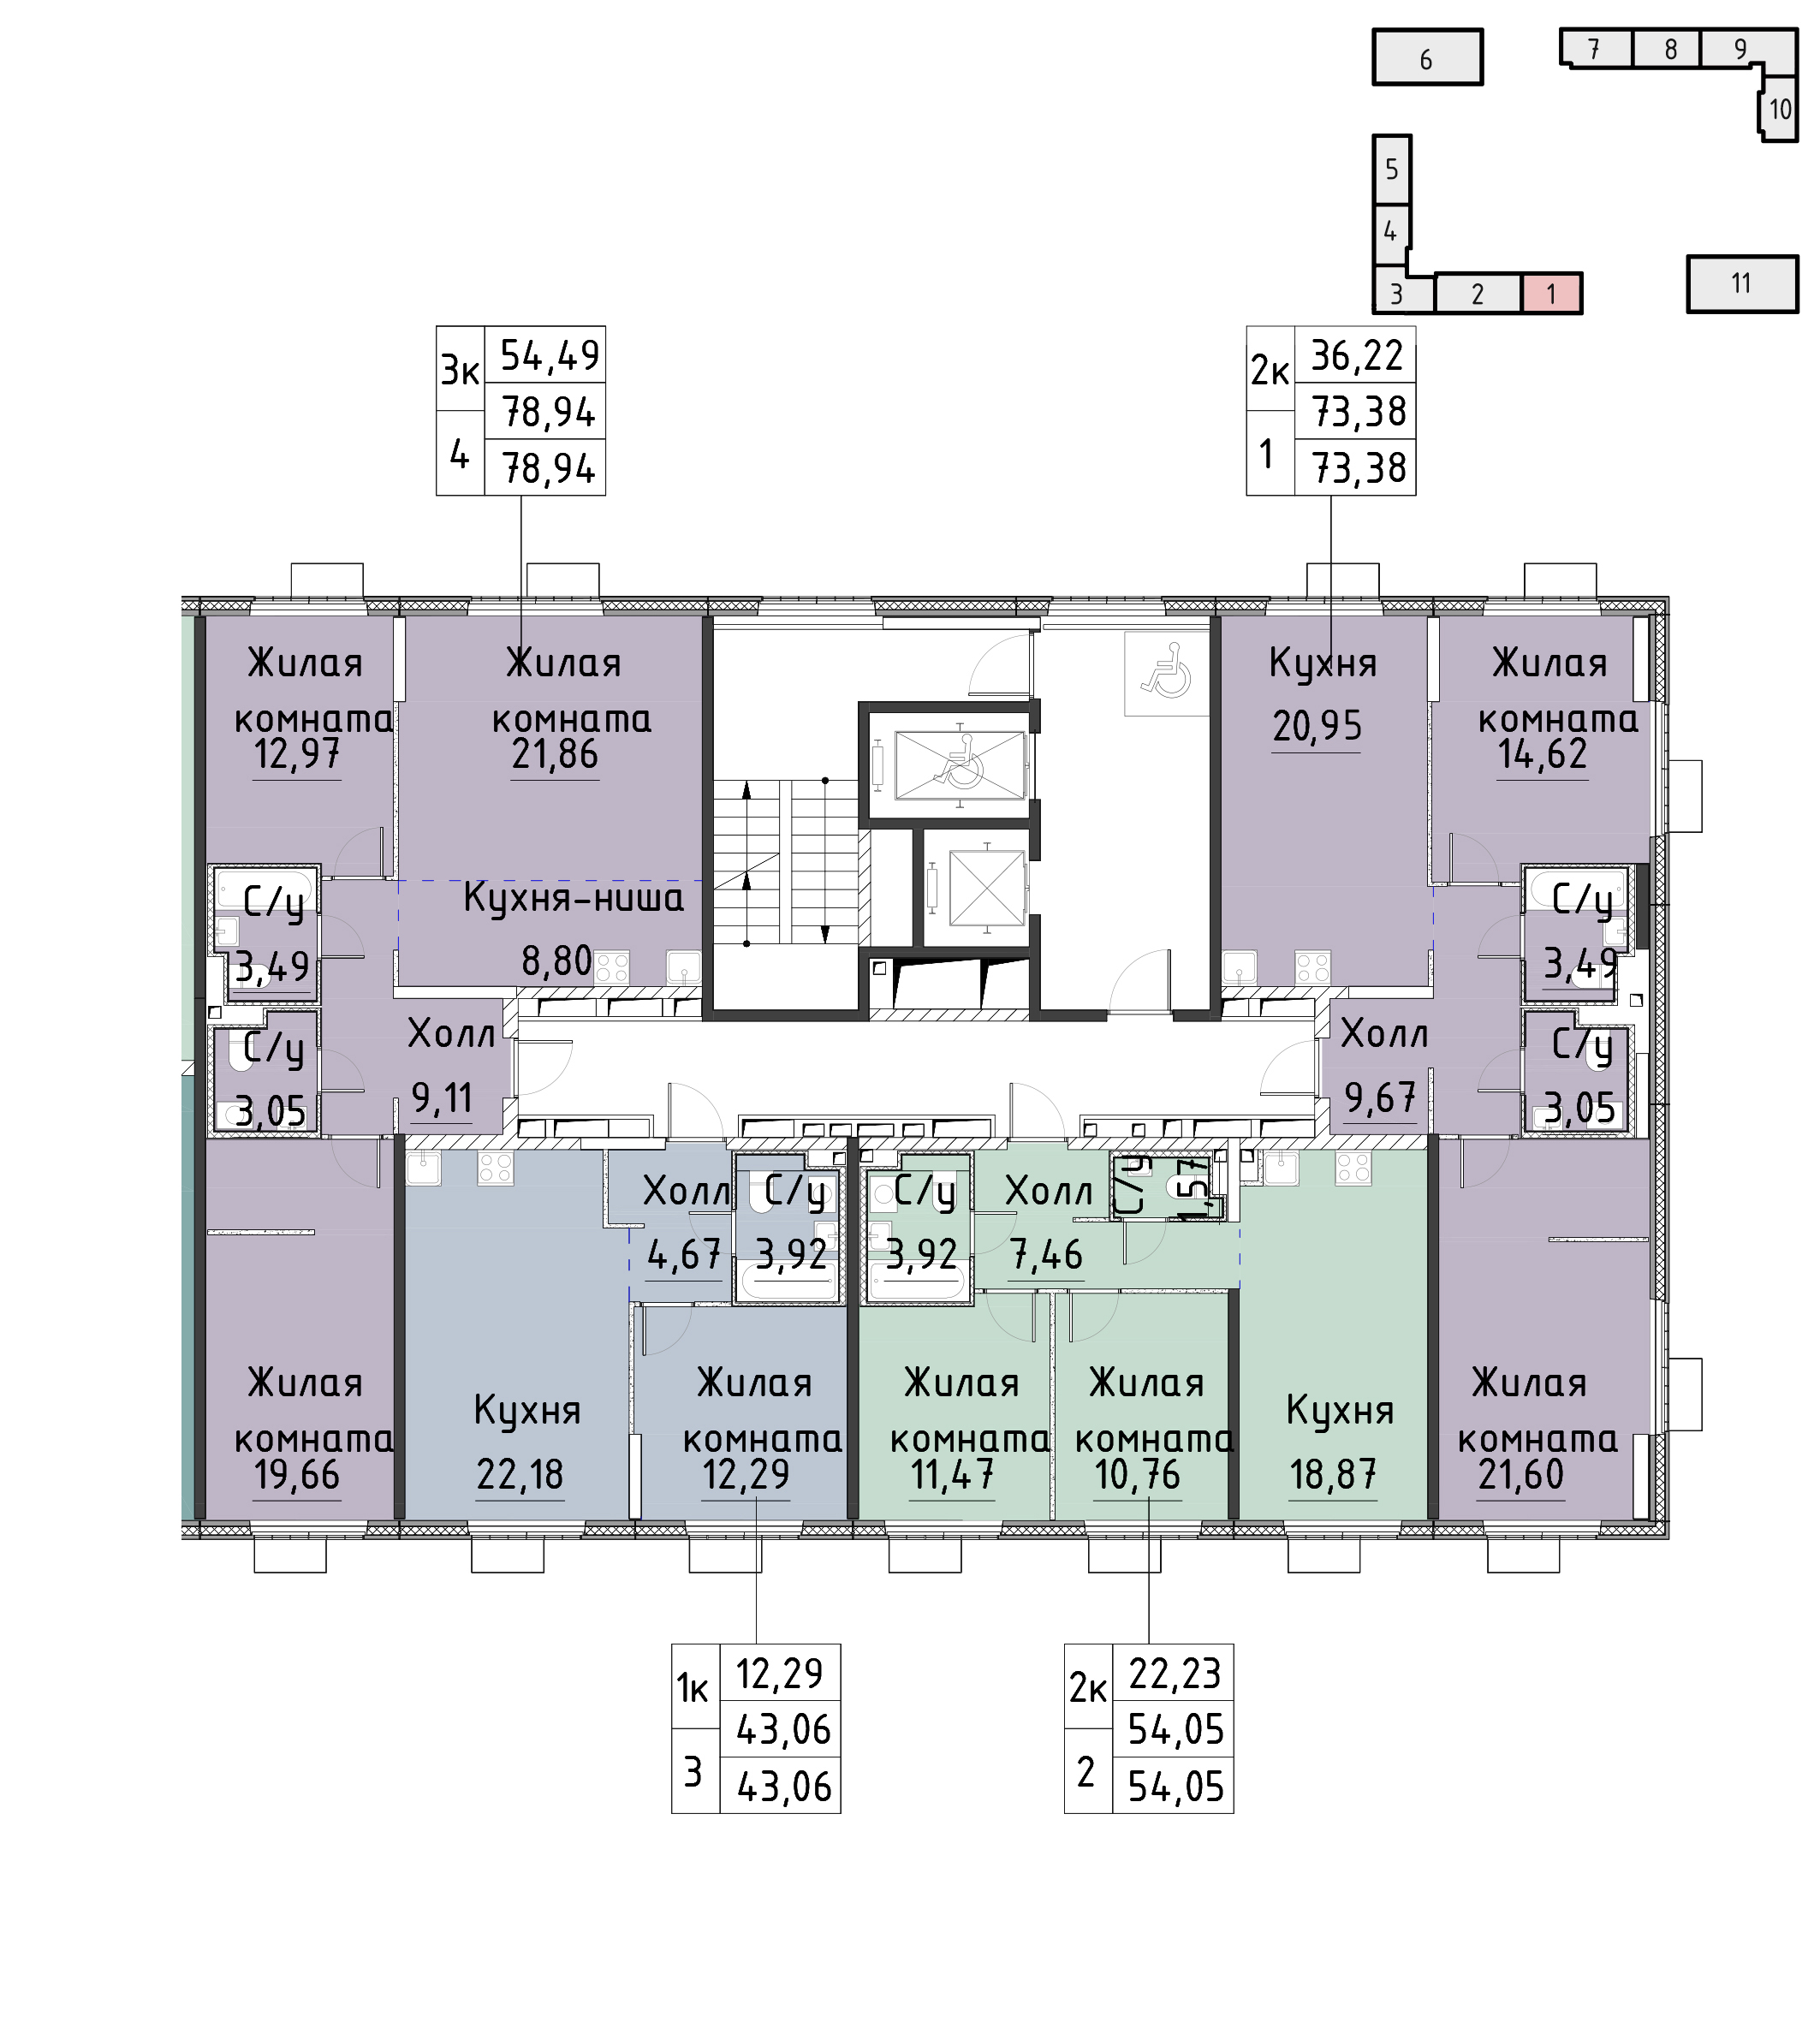 6
7
8
9
10
5
4
3
2
1
11
3к
54,49
78,94
4
78,94
2к
36,22
73,38
1
73,38
Жилая
комната
12,97
Жилая
комната
21,86
Кухня
20,95
Жилая
комната
14,62
С/у
3,49
Кухня-ниша
8,80
С/у
3,49
С/у
3,05
Холл
9,11
Холл
9,67
С/у
3,05
Холл
4,67
С/у
3,92
С/у
3,92
Холл
7,46
С/у
1,57
Жилая
комната
19,66
Кухня
22,18
Жилая
комната
12,29
Жилая
комната
11,47
Жилая
комната
10,76
Кухня
18,87
Жилая
комната
21,60
1к
12,29
43,06
3
43,06
2к
22,23
54,05
2
54,05